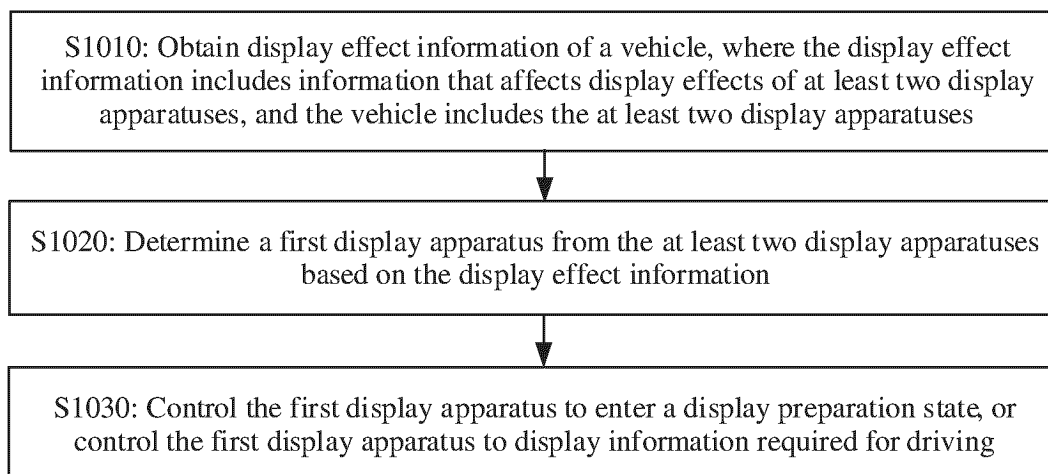 S1010: Obtain display effect information of a vehicle, where the display effect
information includes information that affects display effects of at least two display
apparatuses, and the vehicle includes the at least two display apparatuses
S1020: Determine a first display apparatus from the at least two display apparatuses
based on the display effect information
S1030: Control the first display apparatus to enter a display preparation state, or
control the first display apparatus to display information required for driving